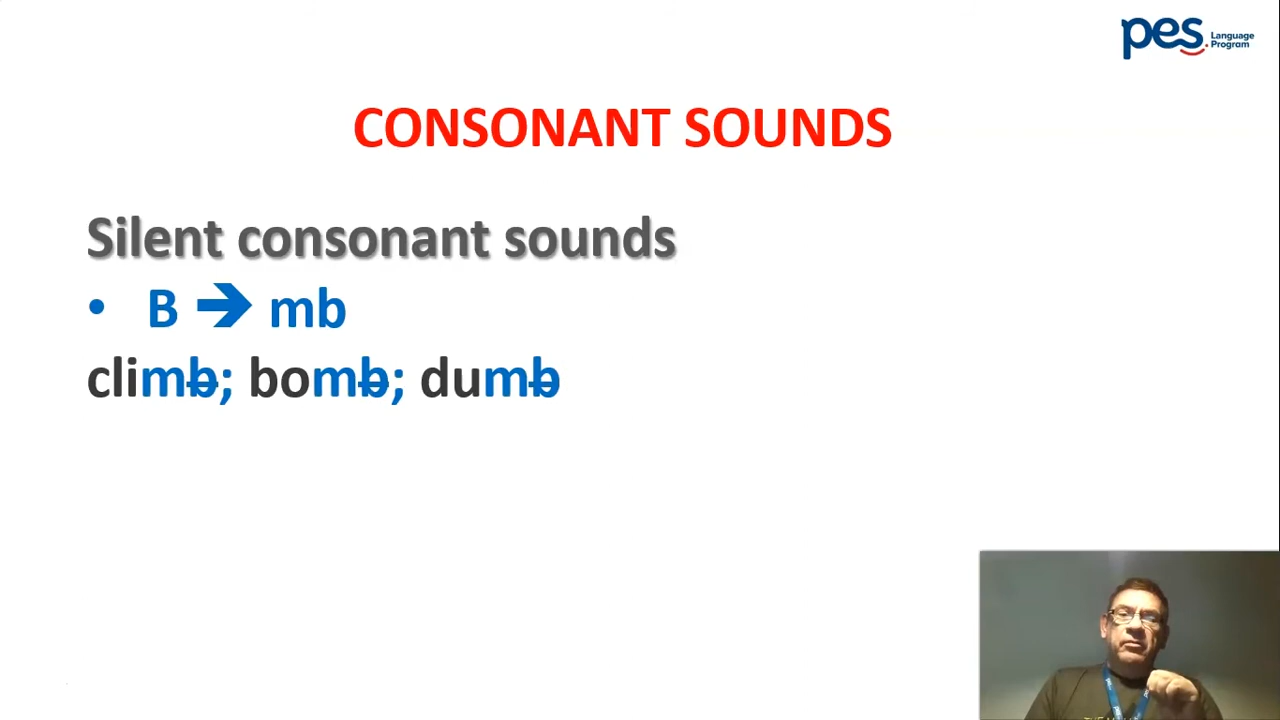 pes. Language
Program
CONSONANT SOUNDS
Silent consonant sounds
• B ➔ mb
climb; bomb; dumb